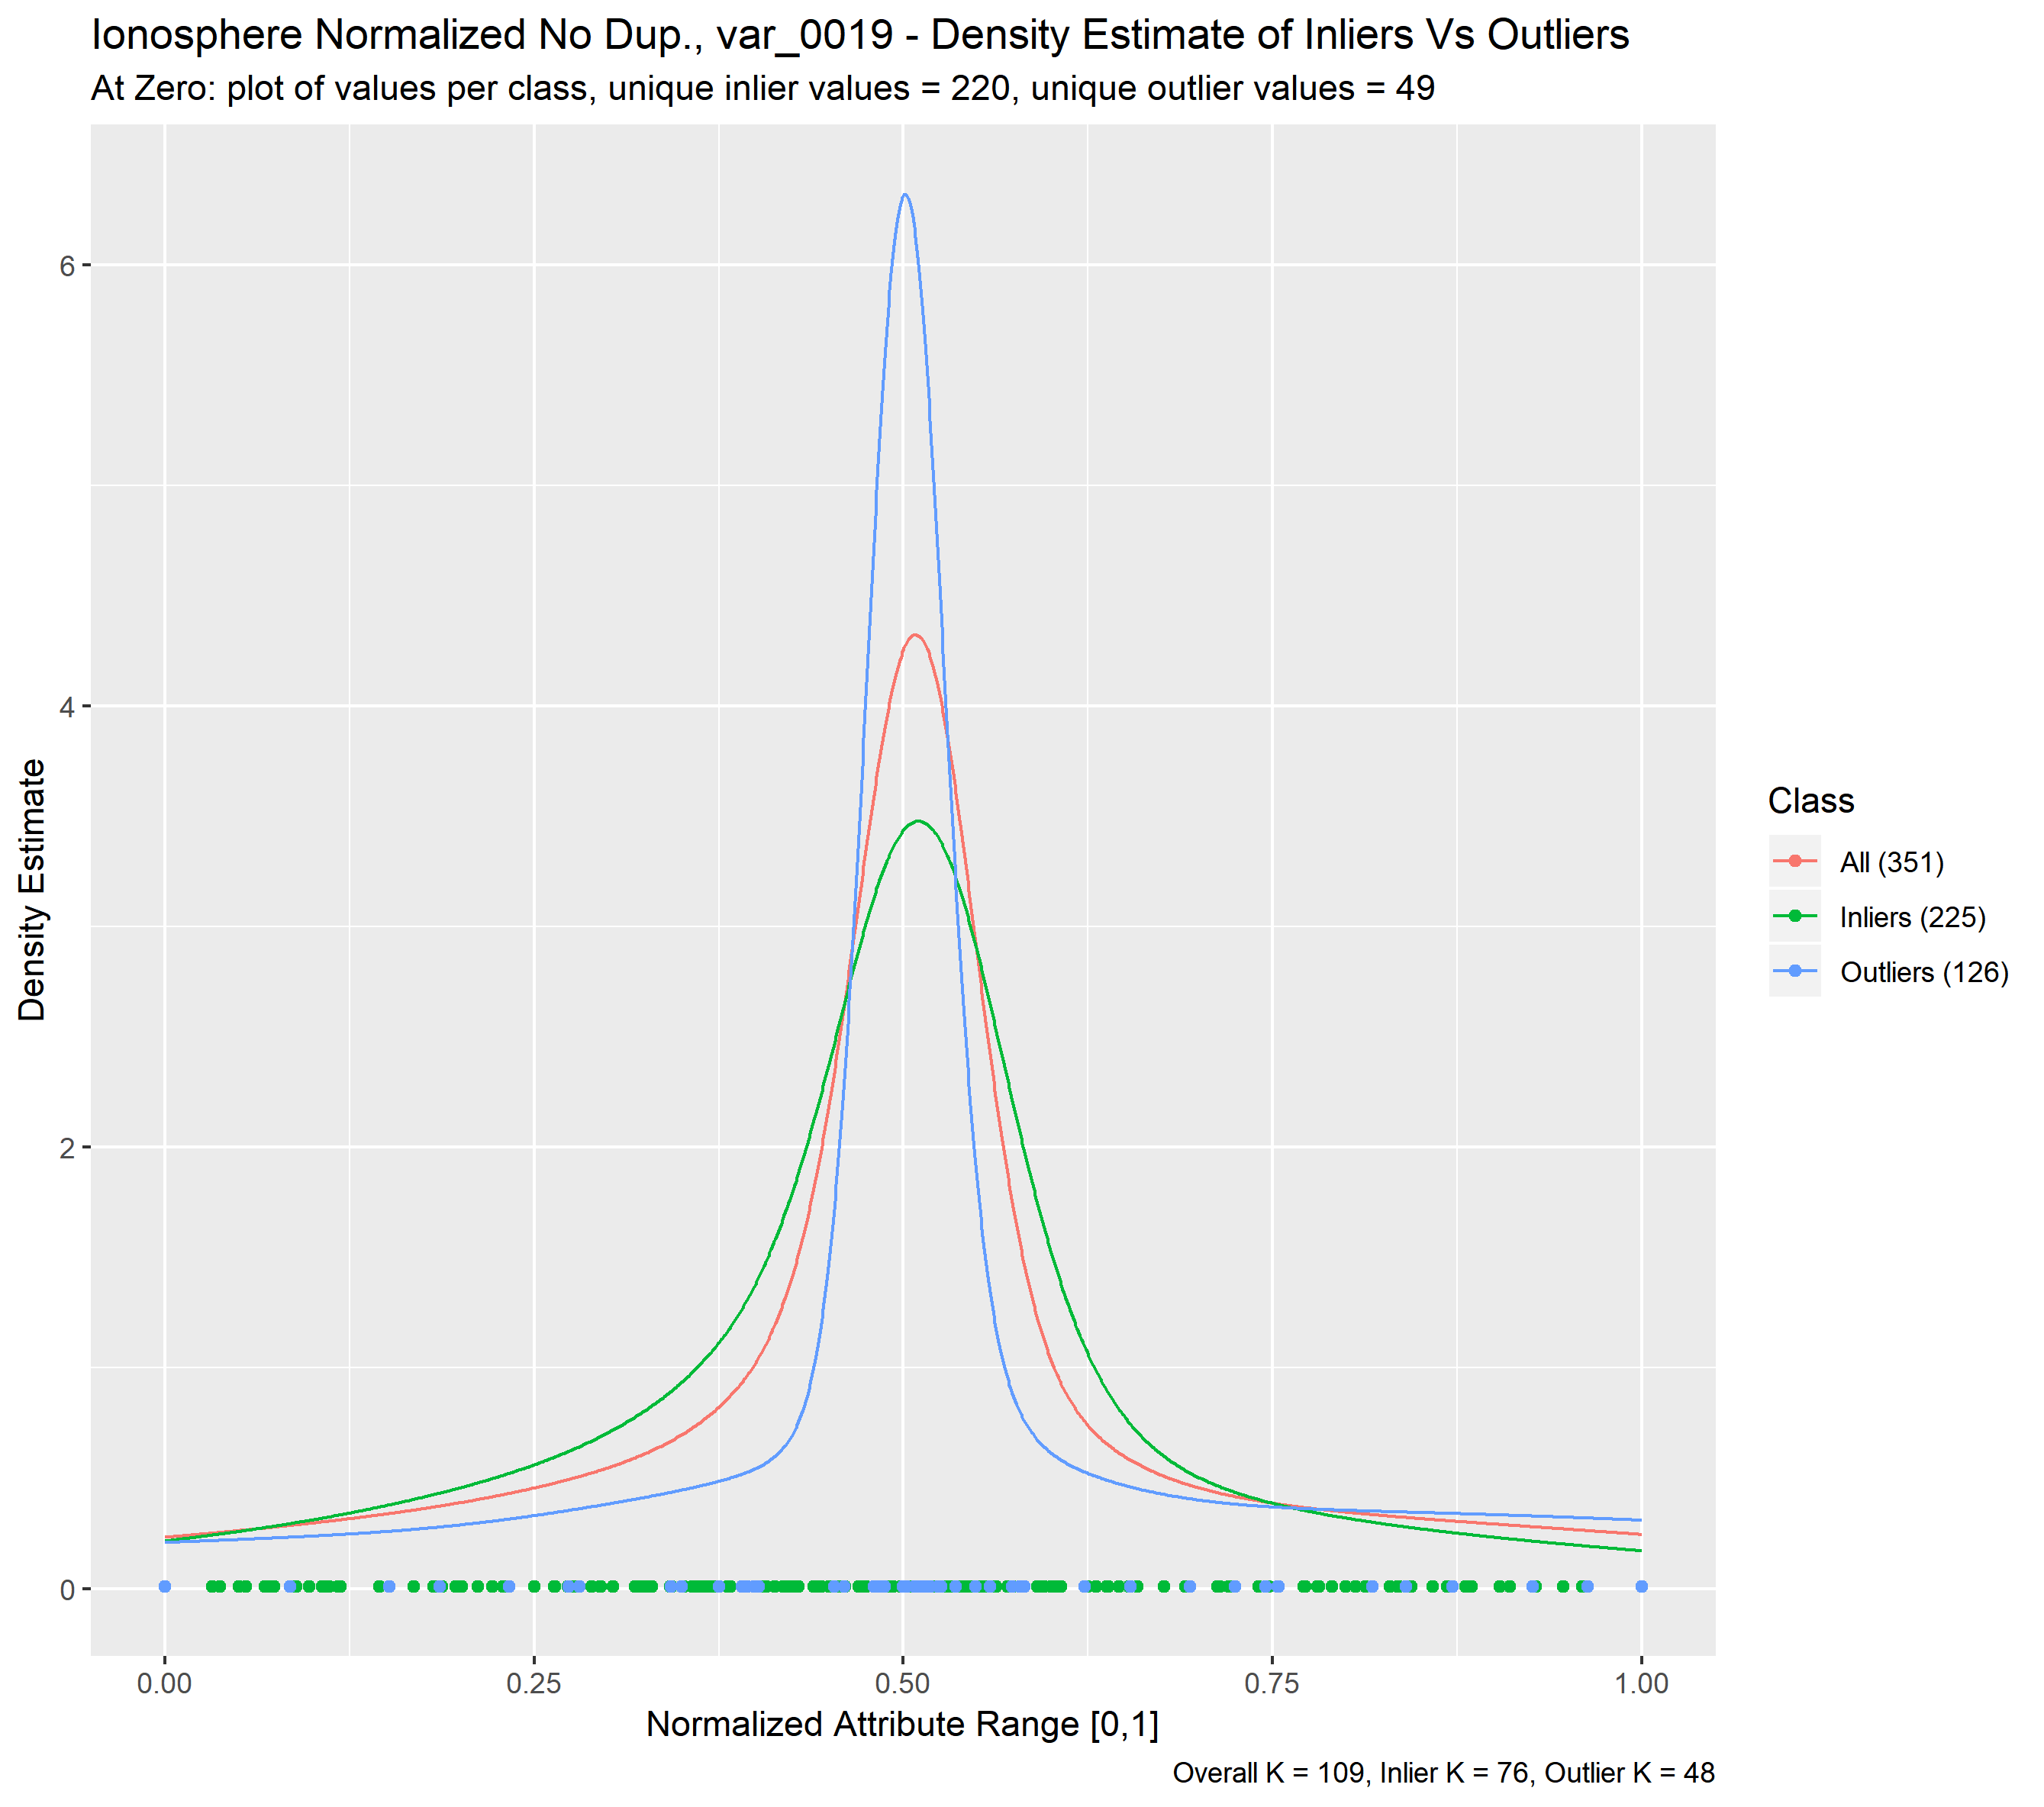 Ionosphere Normalized No Dup., var_0019 - Density Estimate of Inliers Vs Outliers
At Zero: plot of values per class, unique inlier values = 220, unique outlier values = 49
6
4
2
0
Density Estimate
0.00
0.25
0.50
0.75
1.00
Normalized Attribute Range [0,1]
Overall K = 109, Inlier K = 76, Outlier K = 48
Class
All (351)
Inliers (225)
Outliers (126)